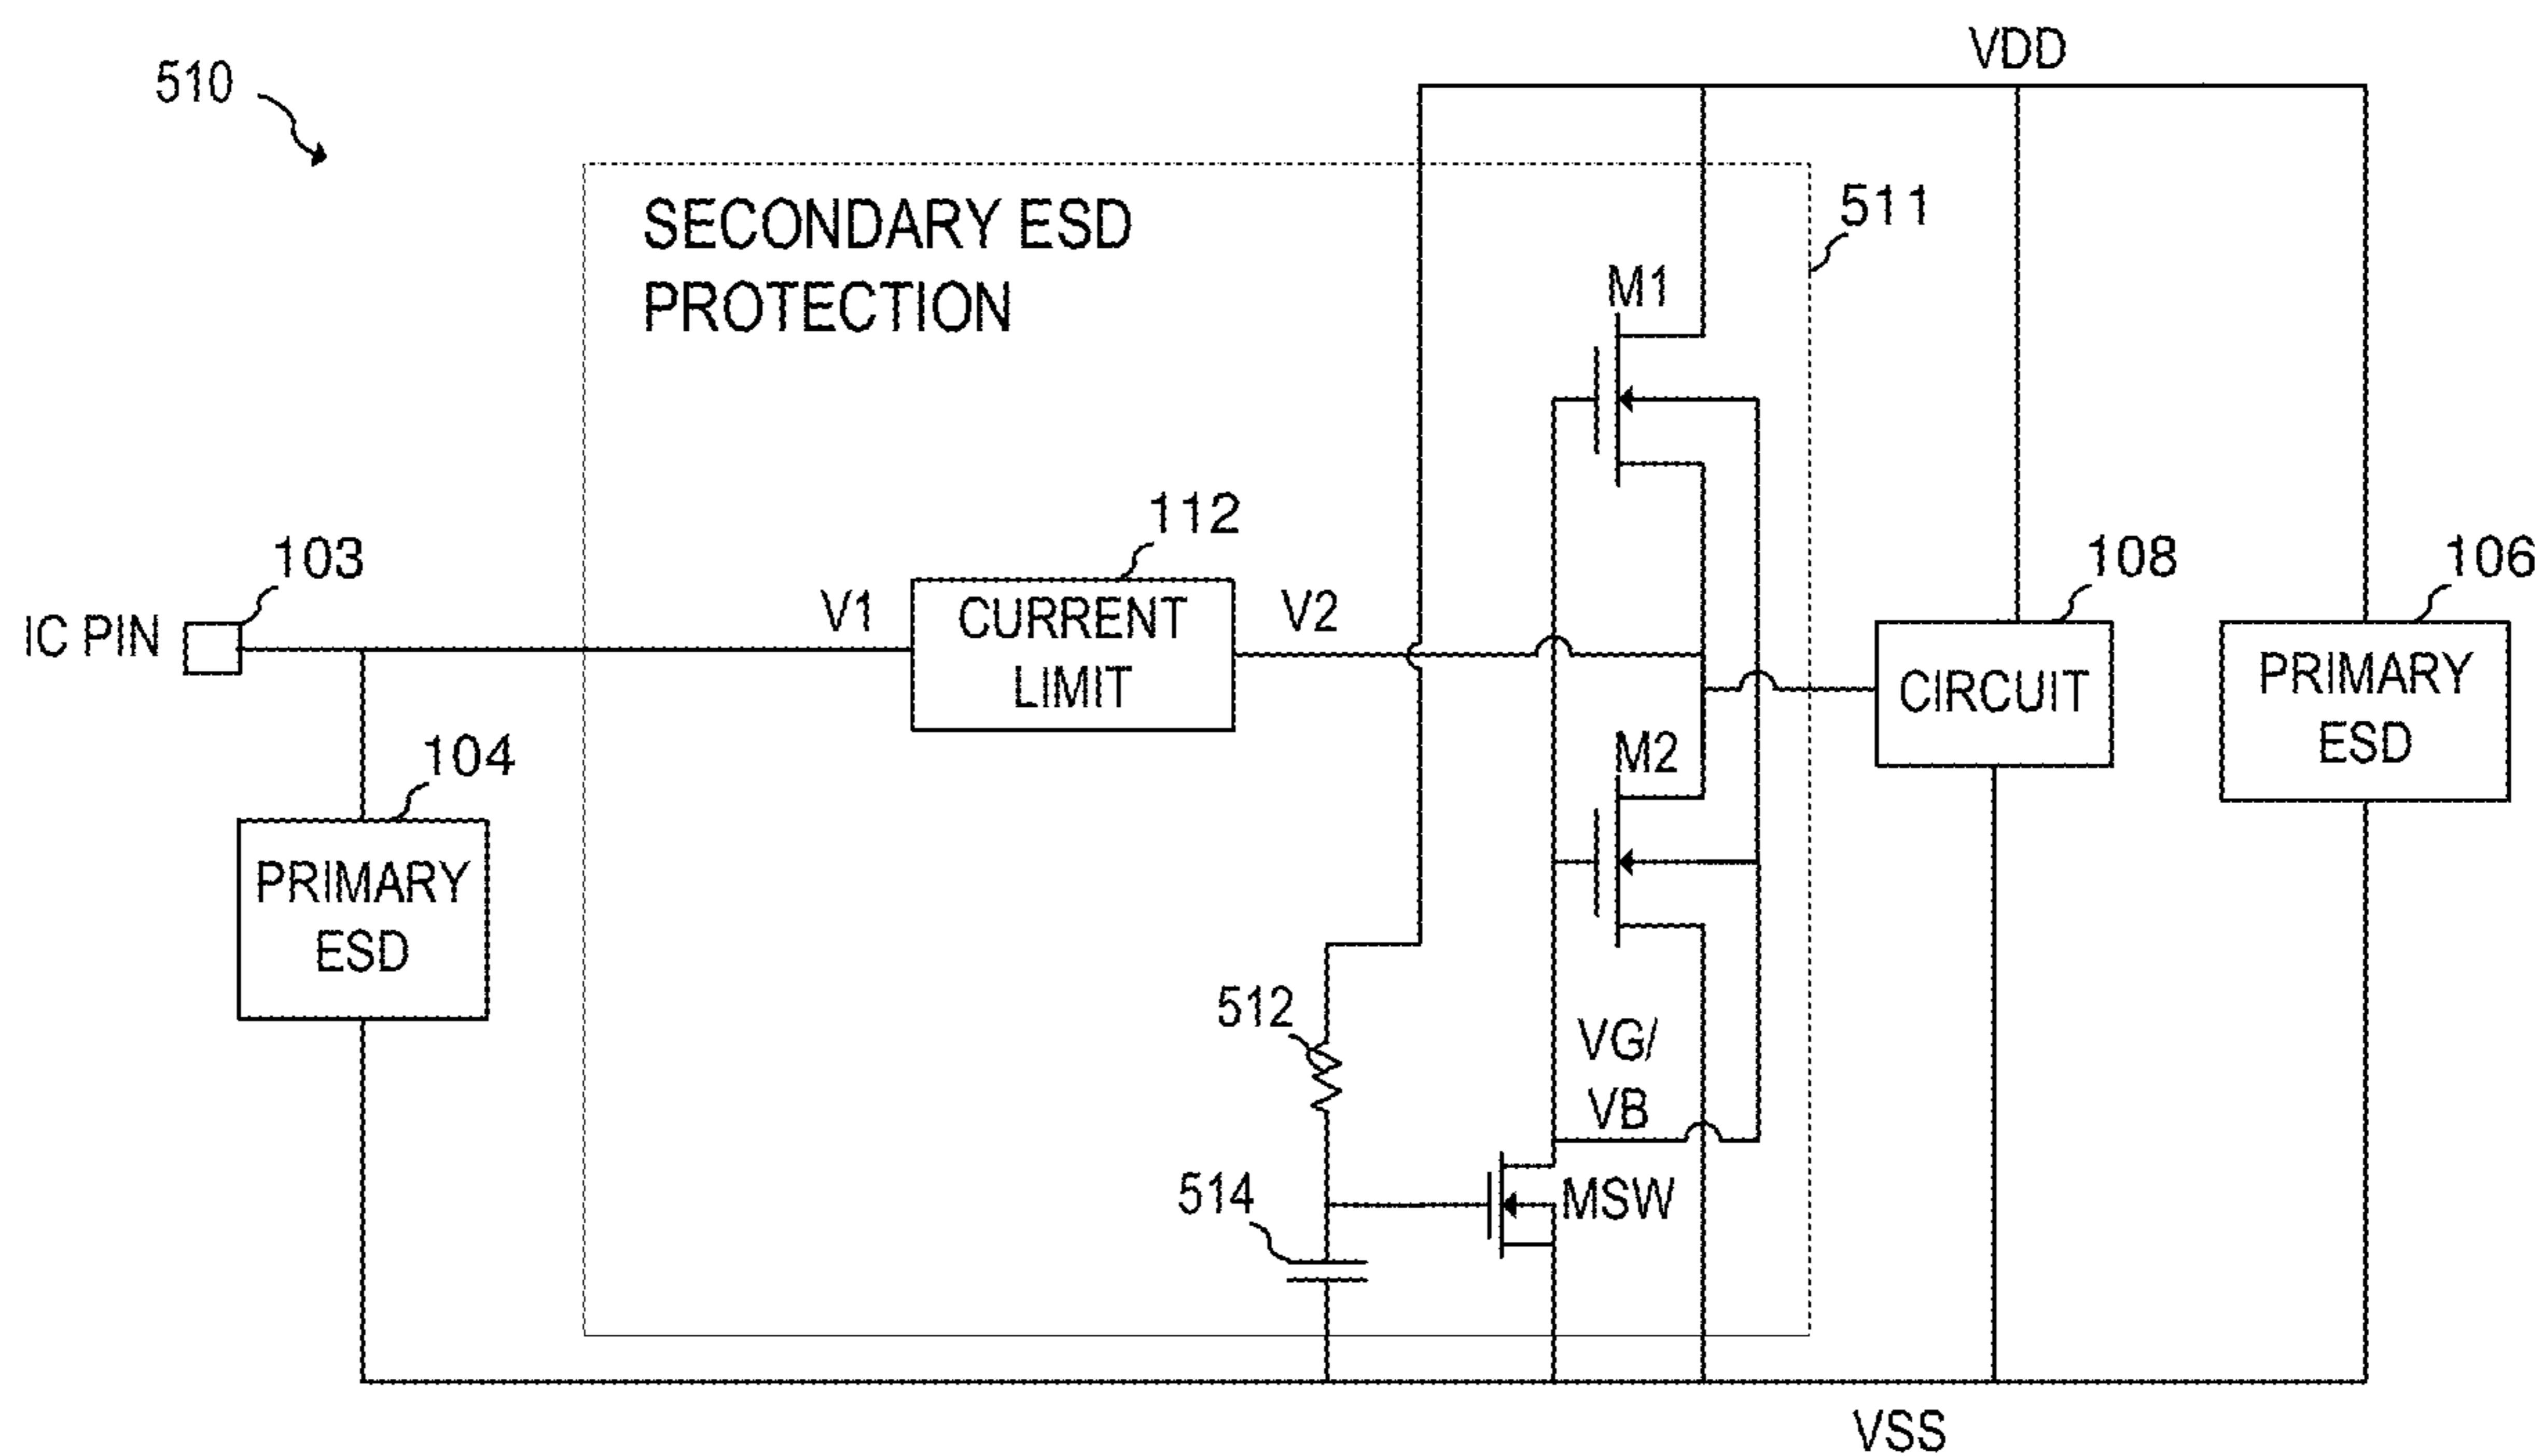 VDD
510
SECONDARY ESD
PROTECTION
511
M1
112
103
V1
CURRENT
LIMIT
V2
IC PIN
108
CIRCUIT
106
PRIMARY
ESD
M2
104
PRIMARY
ESD
512
VG/
VB
514
MSW
VSS